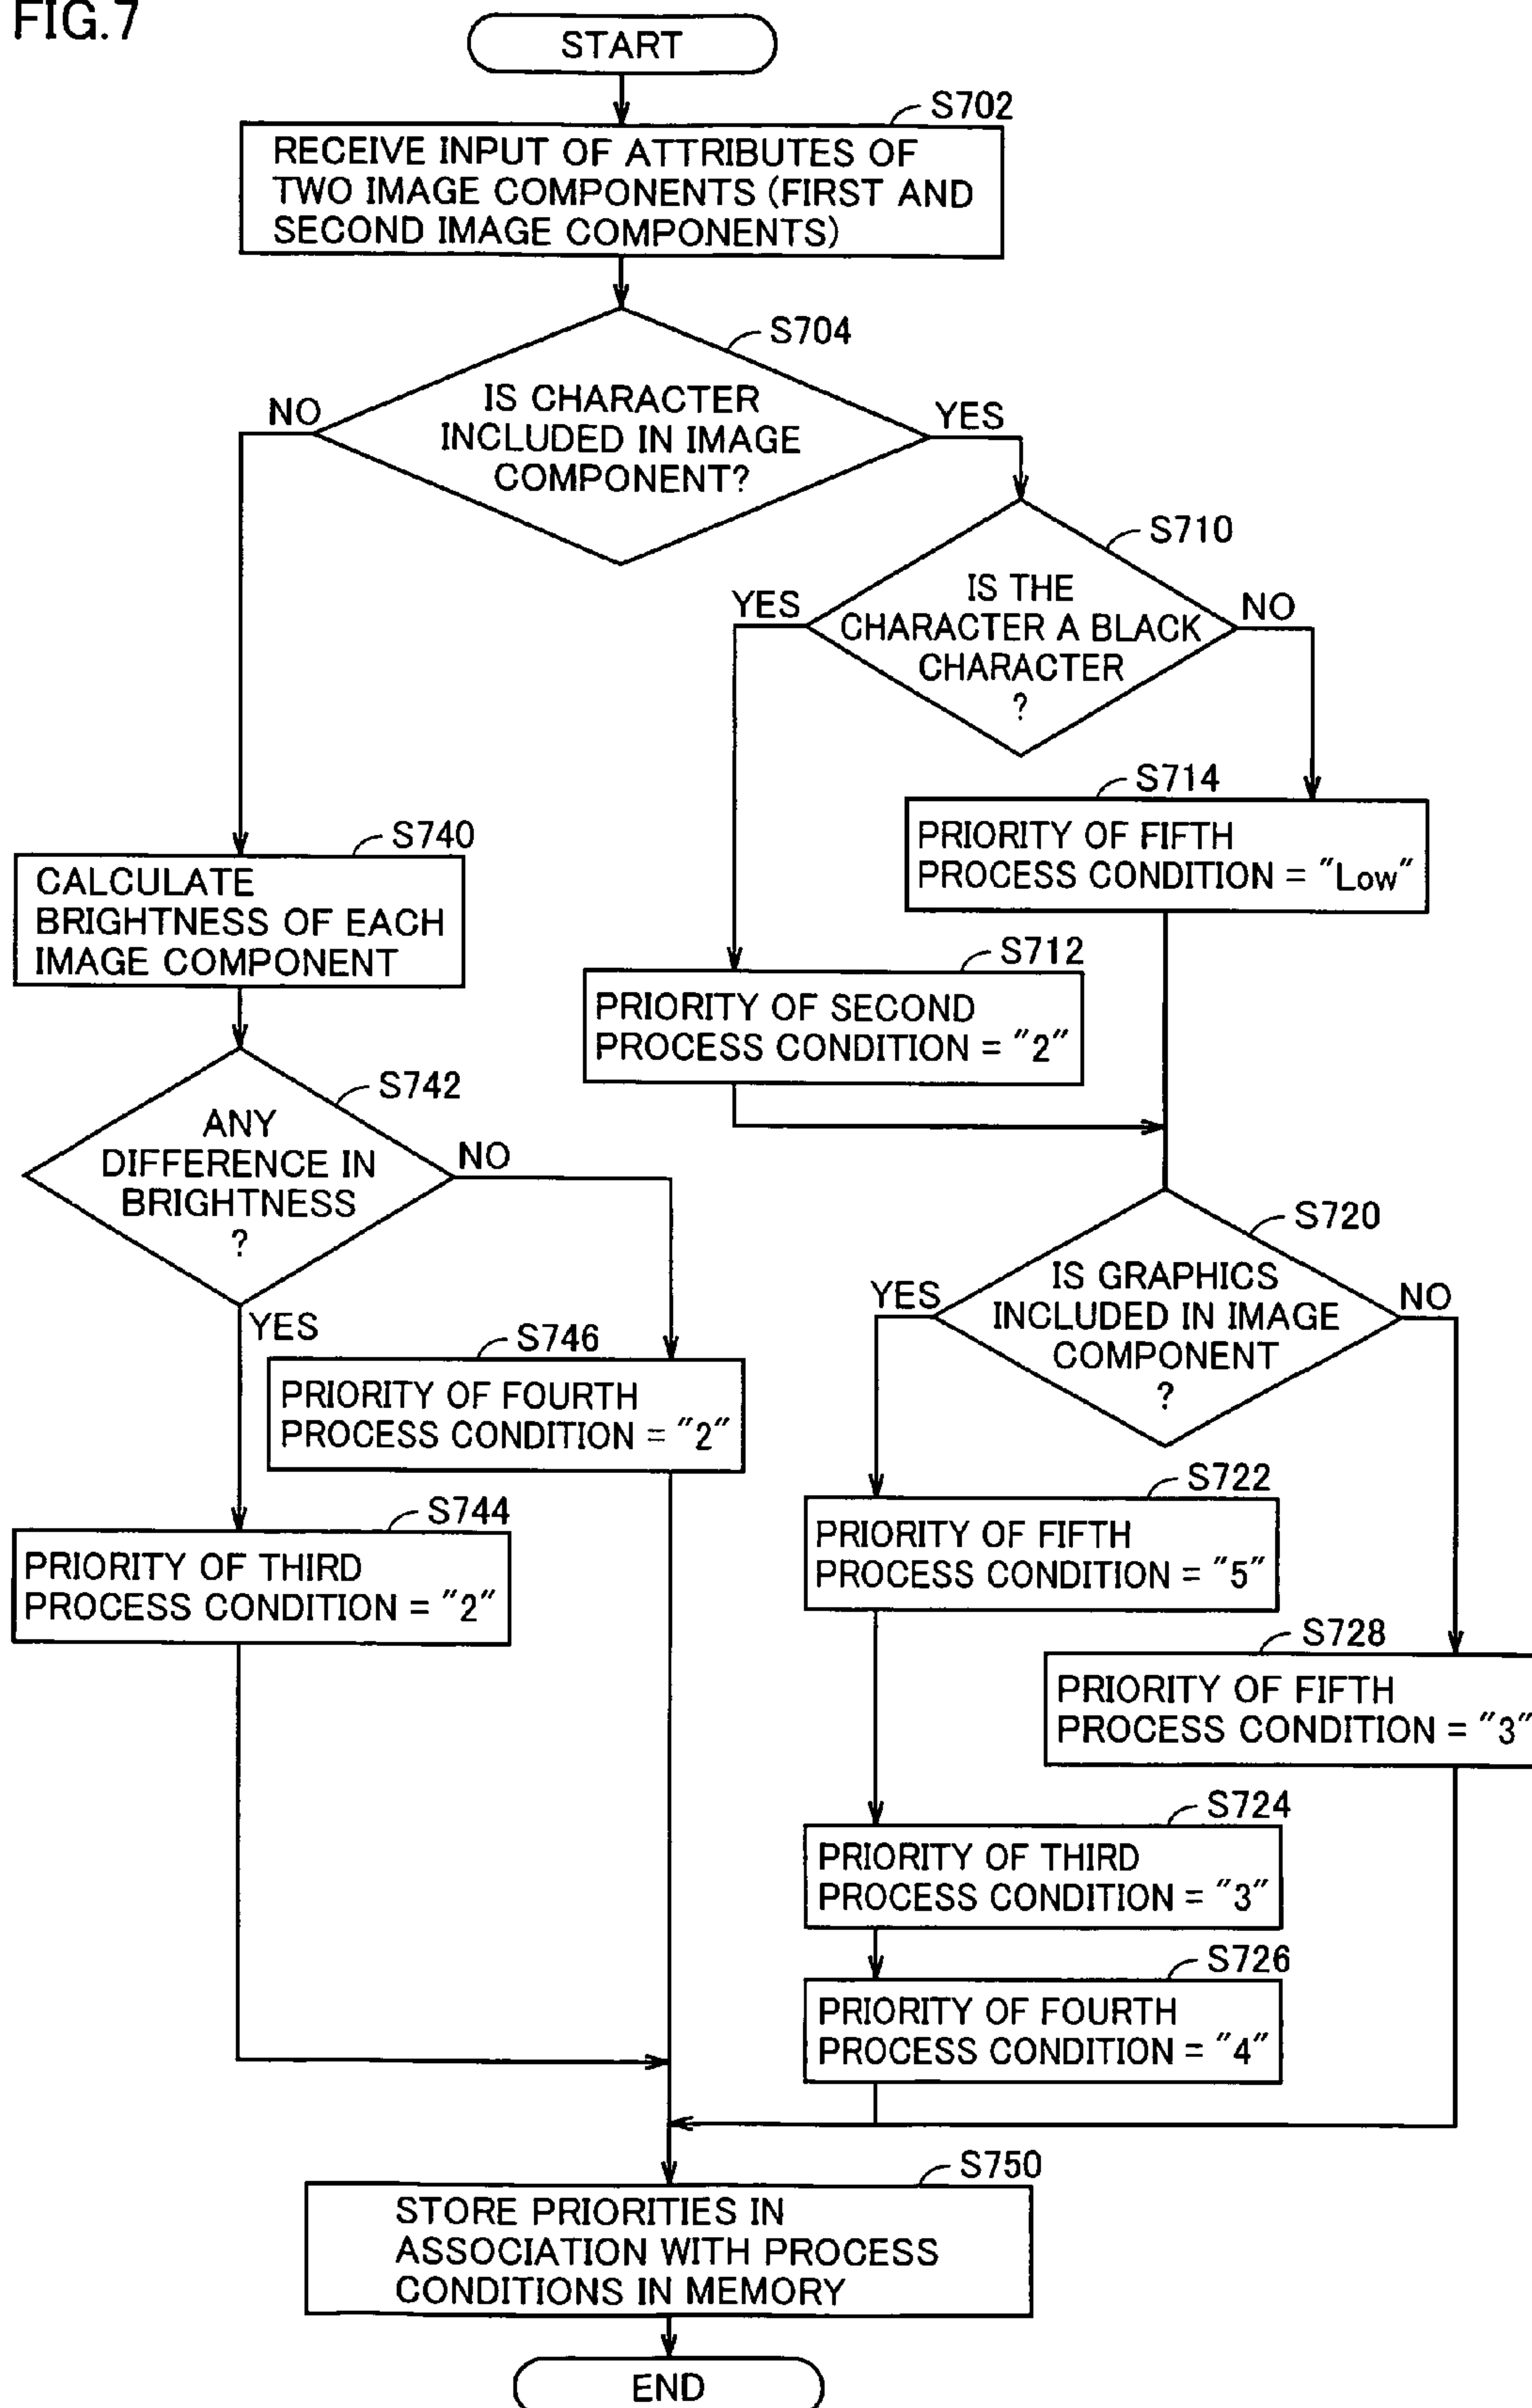 FIG.7
START
S702
RECEIVE INPUT OF ATTRIBUTES OF
TWO IMAGE COMPONENTS (FIRST AND
SECOND IMAGE COMPONENTS)
S704
IS CHARACTER
INCLUDED IN IMAGE
COMPONENT?
NO
YES
S710
IS THE
CHARACTER A BLACK
CHARACTER
?
YES
NO
S714
PRIORITY OF FIFTH
PROCESS CONDITION = "Low"
S740
CALCULATE
BRIGHTNESS OF EACH
IMAGE COMPONENT
S712
PRIORITY OF SECOND
PROCESS CONDITION = "2"
S742
ANY
DIFFERENCE IN
BRIGHTNESS
?
NO
YES
S720
IS GRAPHICS
INCLUDED IN IMAGE
COMPONENT
?
YES
NO
S746
PRIORITY OF FOURTH
PROCESS CONDITION = "2"
S744
PRIORITY OF THIRD
PROCESS CONDITION = "2"
S722
PRIORITY OF FIFTH
PROCESS CONDITION = "5"
S728
PRIORITY OF FIFTH
PROCESS CONDITION = "3"
S724
PRIORITY OF THIRD
PROCESS CONDITION = "3"
S726
PRIORITY OF FOURTH
PROCESS CONDITION = "4"
S750
STORE PRIORITIES IN
ASSOCIATION WITH PROCESS
CONDITIONS IN MEMORY
END